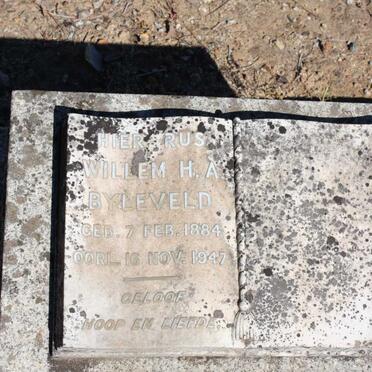 HIER RUS
WILLEM H. A.
BYLEVELD
GEB. 7 FEB. 1884
OORL. 16 NOV. 1947
GELOOF
HOOP EN LIEFDE